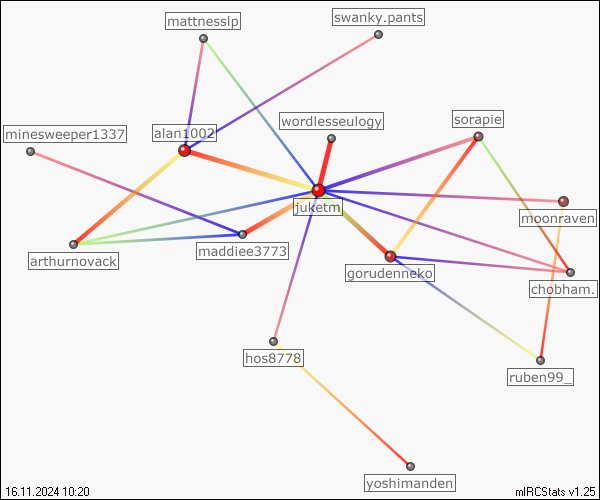 mattnesslp
swanky.pants
wordlesseulogy
sorapie
minesweeper1337
alan1002
juketm
moonraven
arthurnovack
maddiee3773
gorudenneko
chobham.
hos8778
ruben99_
yoshimanden
16.11.2024 10:20
mIRCStats v1.25